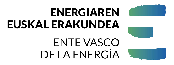 ENERGIAREN
EUSKAL ERAKUNDEA
ENTE VASCO
DE LA ENERGÍA